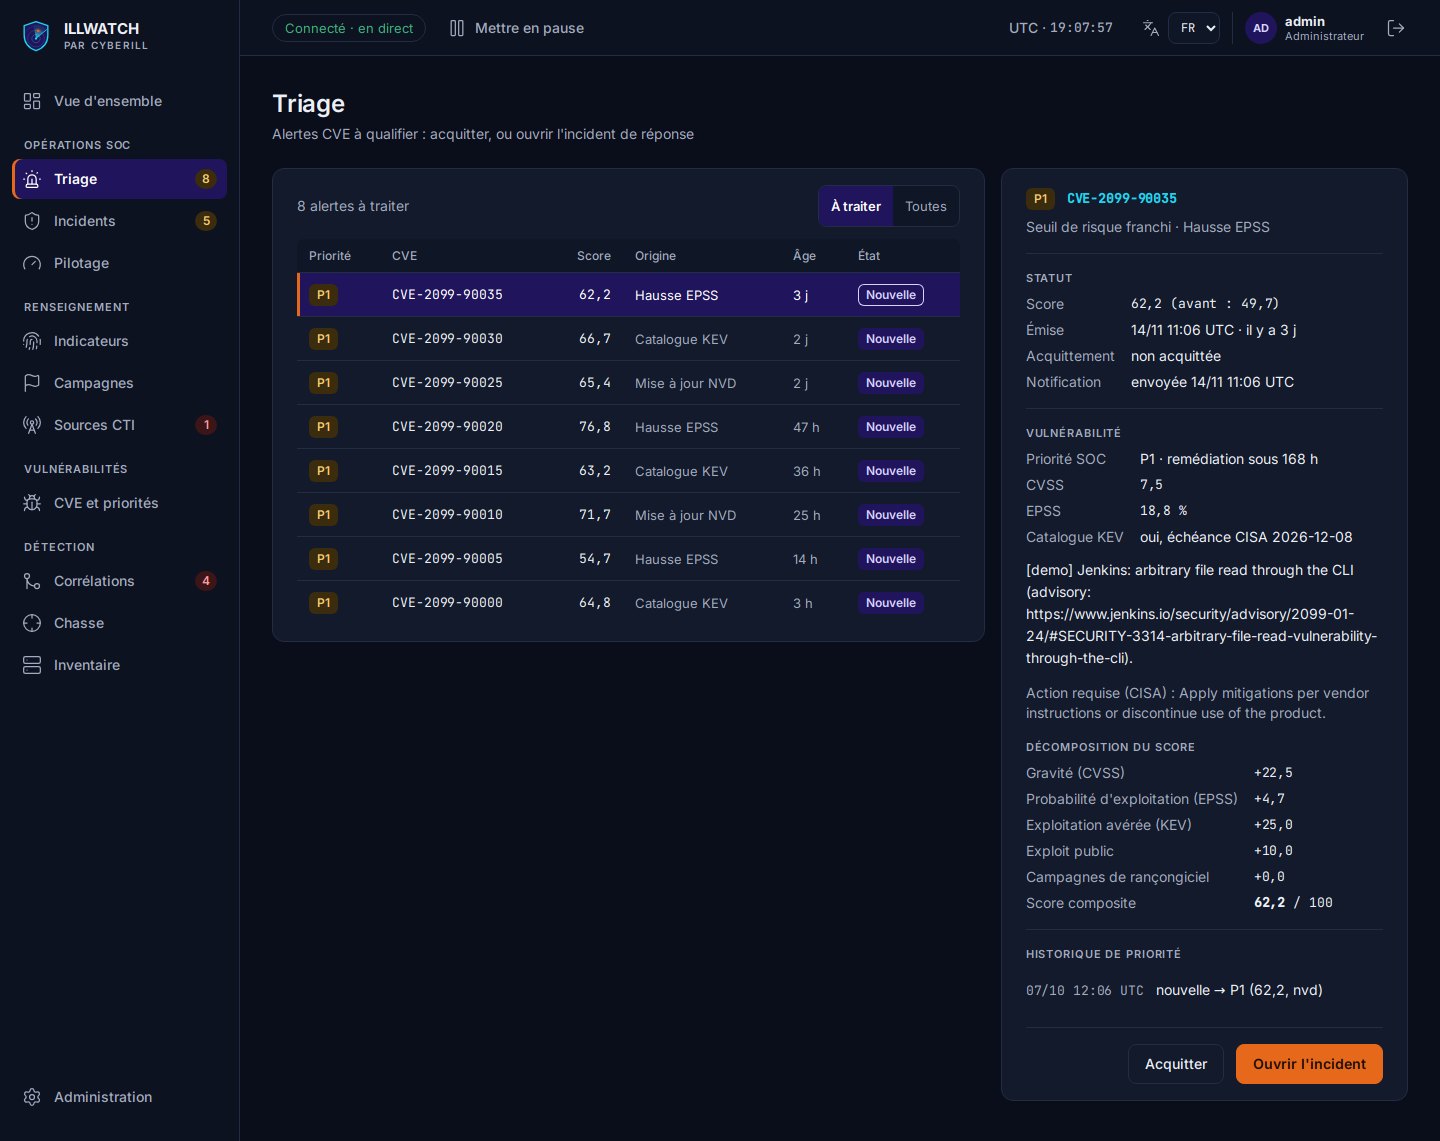 ILLWATCH
PAR CYBERILL
Vue d'ensemble
OPÉRATIONS SOC
Triage 8
Incidents 5
Pilotage
RENSEIGNEMENT
Indicateurs
Campagnes
Sources CTI 1
VULNÉRABILITÉS
CVE et priorités
DÉTECTION
Corrélations 4
Chasse
Inventaire
Administration
Connecté · en direct
Mettre en pause
UTC · 19:07:57
FR
AD
admin
Administrateur
Triage
Alertes CVE à qualifier : acquitter, ou ouvrir l'incident de réponse
8 alertes à traiter
À traiter Toutes
Priorité CVE Score Origine Âge État
P1 CVE-2099-90035 62,2 Hausse EPSS 3 j Nouvelle
P1 CVE-2099-90030 66,7 Catalogue KEV 2 j Nouvelle
P1 CVE-2099-90025 65,4 Mise à jour NVD 2 j Nouvelle
P1 CVE-2099-90020 76,8 Hausse EPSS 47 h Nouvelle
P1 CVE-2099-90015 63,2 Catalogue KEV 36 h Nouvelle
P1 CVE-2099-90010 71,7 Mise à jour NVD 25 h Nouvelle
P1 CVE-2099-90005 54,7 Hausse EPSS 14 h Nouvelle
P1 CVE-2099-90000 64,8 Catalogue KEV 3 h Nouvelle
P1 CVE-2099-90035
Seuil de risque franchi · Hausse EPSS
STATUT
Score 62,2 (avant : 49,7)
Émise 14/11 11:06 UTC · il y a 3 j
Acquittement non acquittée
Notification envoyée 14/11 11:06 UTC
VULNÉRABILITÉ
Priorité SOC P1 · remédiation sous 168 h
CVSS 7,5
EPSS 18,8 %
Catalogue KEV oui, échéance CISA 2026-12-08
[demo] Jenkins: arbitrary file read through the CLI
(advisory:
https://www.jenkins.io/security/advisory/2099-01-
24/#SECURITY-3314-arbitrary-file-read-vulnerability-
through-the-cli).
Action requise (CISA) : Apply mitigations per vendor
instructions or discontinue use of the product.
DÉCOMPOSITION DU SCORE
Gravité (CVSS) +22,5
Probabilité d'exploitation (EPSS) +4,7
Exploitation avérée (KEV) +25,0
Exploit public +10,0
Campagnes de rançongiciel +0,0
Score composite 62,2 / 100
HISTORIQUE DE PRIORITÉ
07/10 12:06 UTC nouvelle → P1 (62,2, nvd)
Acquitter
Ouvrir l'incident